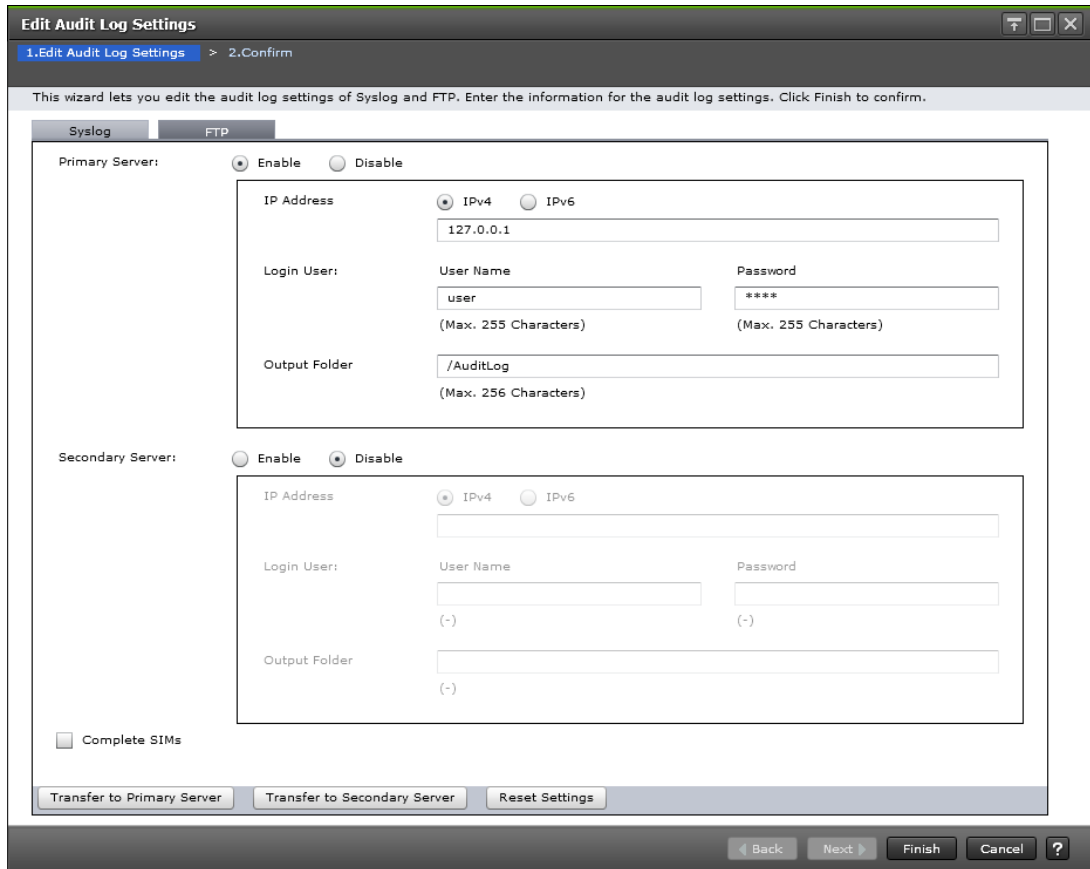 Edit Audit Log Settings
1.Edit Audit Log Settings > 2.Confirm
This wizard lets you edit the audit log settings of Syslog and FTP. Enter the information for the audit log settings. Click Finish to confirm.
Syslog FTP
Primary Server: Enable Disable
IP Address IPv4 IPv6
127.0.0.1
Login User: User Name Password
user ****
(Max. 255 Characters) (Max. 255 Characters)
Output Folder /AuditLog
(Max. 256 Characters)
Secondary Server: Enable Disable
IP Address IPv4 IPv6
Login User: User Name Password
(-) (-)
Output Folder
(-)
Complete SIMs
Transfer to Primary Server Transfer to Secondary Server Reset Settings
Back Next Finish Cancel ?